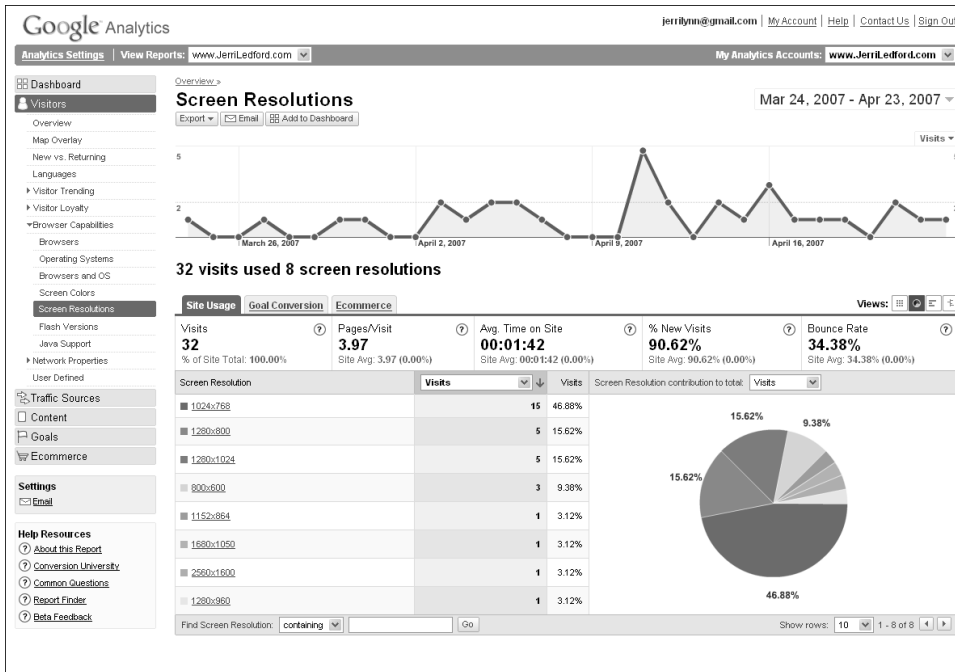 Google Analytics
jerrilynn@gmail.com | My Account | Help | Contact Us | Sign Out
Analytics Settings | View Reports: www.JerriLedford.com
My Analytics Accounts: www.JerriLedford.com
Dashboard
Visitors
Overview
Map Overlay
New vs. Returning
Languages
Visitor Trending
Visitor Loyalty
Browser Capabilities
Browsers
Operating Systems
Browsers and OS
Screen Colors
Screen Resolutions
Flash Versions
Java Support
Network Properties
User Defined
Traffic Sources
Content
Goals
Ecommerce
Settings
Email
Help Resources
About this Report
Conversion University
Common Questions
Report Finder
Beta Feedback
Overview »
Screen Resolutions
Mar 24, 2007 - Apr 23, 2007
Export Email Add to Dashboard
Visits
5
2
March 26, 2007 April 2, 2007 April 9, 2007 April 16, 2007
32 visits used 8 screen resolutions
Site Usage Goal Conversion Ecommerce
Views:
Visits ?
32
% of Site Total: 100.00%
Pages/Visit ?
3.97
Site Avg: 3.97 (0.00%)
Avg. Time on Site ?
00:01:42
Site Avg: 00:01:42 (0.00%)
% New Visits ?
90.62%
Site Avg: 90.62% (0.00%)
Bounce Rate ?
34.38%
Site Avg: 34.38% (0.00%)
Screen Resolution Visits Visits Screen Resolution contribution to total: Visits
1024x768 15 46.88%
1280x800 5 15.62%
1280x1024 5 15.62%
800x600 3 9.38%
1152x864 1 3.12%
1680x1050 1 3.12%
2560x1600 1 3.12%
1280x960 1 3.12%
15.62%
9.38%
15.62%
46.88%
Find Screen Resolution: containing Go
Show rows: 10 1 - 8 of 8